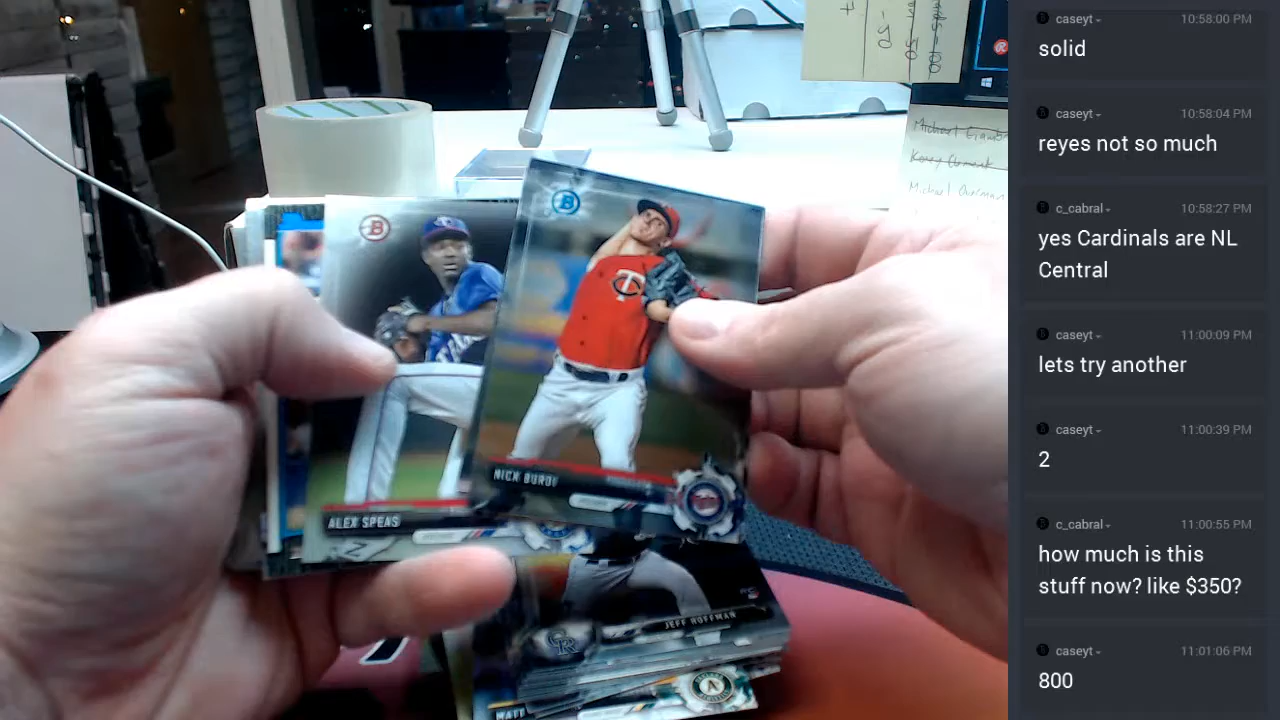 caseyt
10:58:00 PM
solid
caseyt
10:58:04 PM
reyes not so much
c_cabral
10:58:27 PM
yes Cardinals are NL
Central
caseyt
11:00:09 PM
lets try another
caseyt
11:00:39 PM
2
c_cabral
11:00:55 PM
how much is this
stuff now? like $350?
caseyt
11:01:06 PM
800
Michael
B
B
T
C
NICK BURDI
ALEX SPEAS
JEFF HOFFMAN
CR
A
MATT